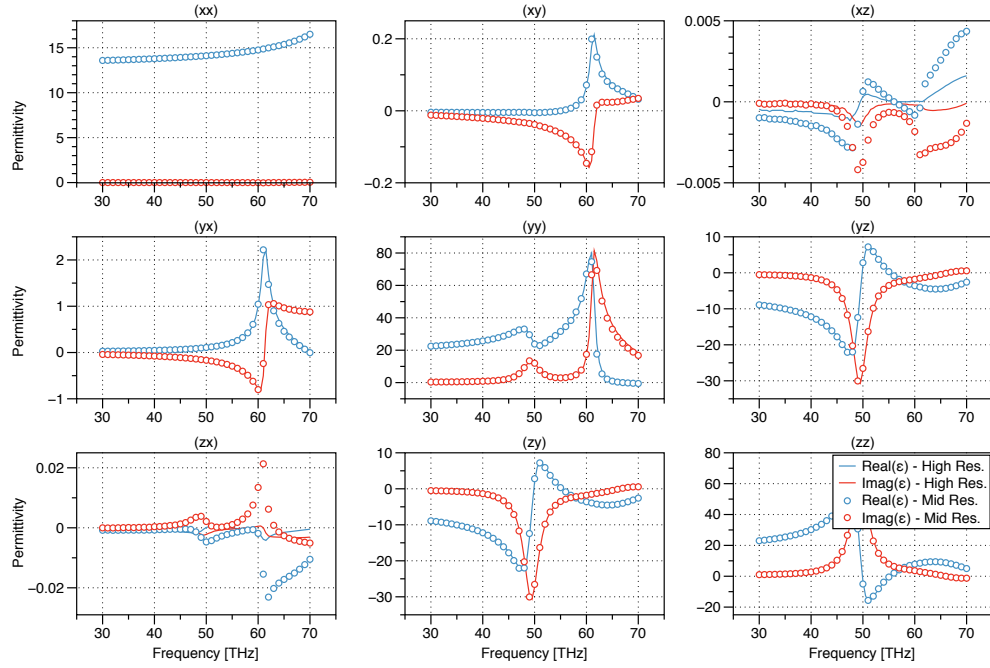 (xx)
(xy)
(xz)
Permittivity
15
10
5
0
30 40 50 60 70
0.2
0.0
−0.2
30 40 50 60 70
0.005
0
−0.005
30 40 50 60 70
(yx)
(yy)
(yz)
Permittivity
2
1
0
−1
30 40 50 60 70
80
60
40
20
0
30 40 50 60 70
10
0
−10
−20
−30
30 40 50 60 70
(zx)
(zy)
(zz)
Permittivity
0.02
0
−0.02
30 40 50 60 70
Frequency [THz]
10
0
−10
−20
−30
30 40 50 60 70
Frequency [THz]
80
60
40
20
0
−20
30 40 50 60 70
Frequency [THz]
Real(ε) - High Res.
Imag(ε) - High Res.
Real(ε) - Mid Res.
Imag(ε) - Mid Res.